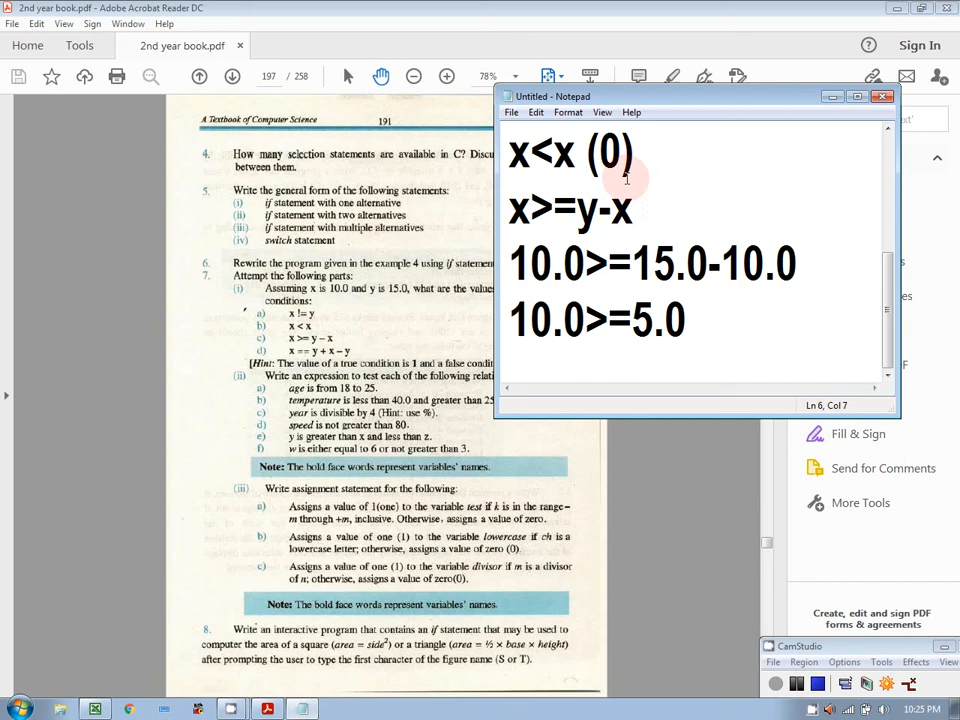 2nd year book.pdf - Adobe Acrobat Reader DC
File Edit View Sign Window Help
Home Tools 2nd year book.pdf × Sign In
197 / 258 78%
A Textbook of Computer Science 191
4. How many selection statements are available in C? Discu
between them.
5. Write the general form of the following statements:
(i) if statement with one alternative
(ii) if statement with two alternatives
(iii) if statement with multiple alternatives
(iv) switch statement
6. Rewrite the program given in the example 4 using if statem
7. Attempt the following parts:
(i) Assuming x is 10.0 and y is 15.0, what are the values
conditions:
a) x != y
b) x < x
c) x >= y – x
d) x == y + x – y
[Hint: The value of a true condition is 1 and a false conditi
(ii) Write an expression to test each of the following relati
a) age is from 18 to 25.
b) temperature is less than 40.0 and greater than 25
c) year is divisible by 4 (Hint: use %).
d) speed is not greater than 80.
e) y is greater than x and less than z.
f) w is either equal to 6 or not greater than 3.
Note: The bold face words represent variables' names.
(iii) Write assignment statement for the following:
a) Assigns a value of 1(one) to the variable test if k is in the range–
m through +m, inclusive. Otherwise, assigns a value of zero.
b) Assigns a value of one (1) to the variable lowercase if ch is a
lowercase letter; otherwise, assigns a value of zero (0).
c) Assigns a value of one (1) to the variable divisor if m is a divisor
of n; otherwise, assigns a value of zero(0).
Note: The bold face words represent variables' names.
8. Write an interactive program that contains an if statement that may be used to
computer the area of a square (area = side²) or a triangle (area = ½ × base × height)
after prompting the user to type the first character of the figure name (S or T).
Untitled - Notepad
File Edit Format View Help
x<x (0)
x>=y-x
10.0>=15.0-10.0
10.0>=5.0
Ln 6, Col 7
Fill & Sign
Send for Comments
More Tools
Create, edit and sign PDF
forms & agreements
CamStudio
File Region Options Tools Effects View
10:25 PM